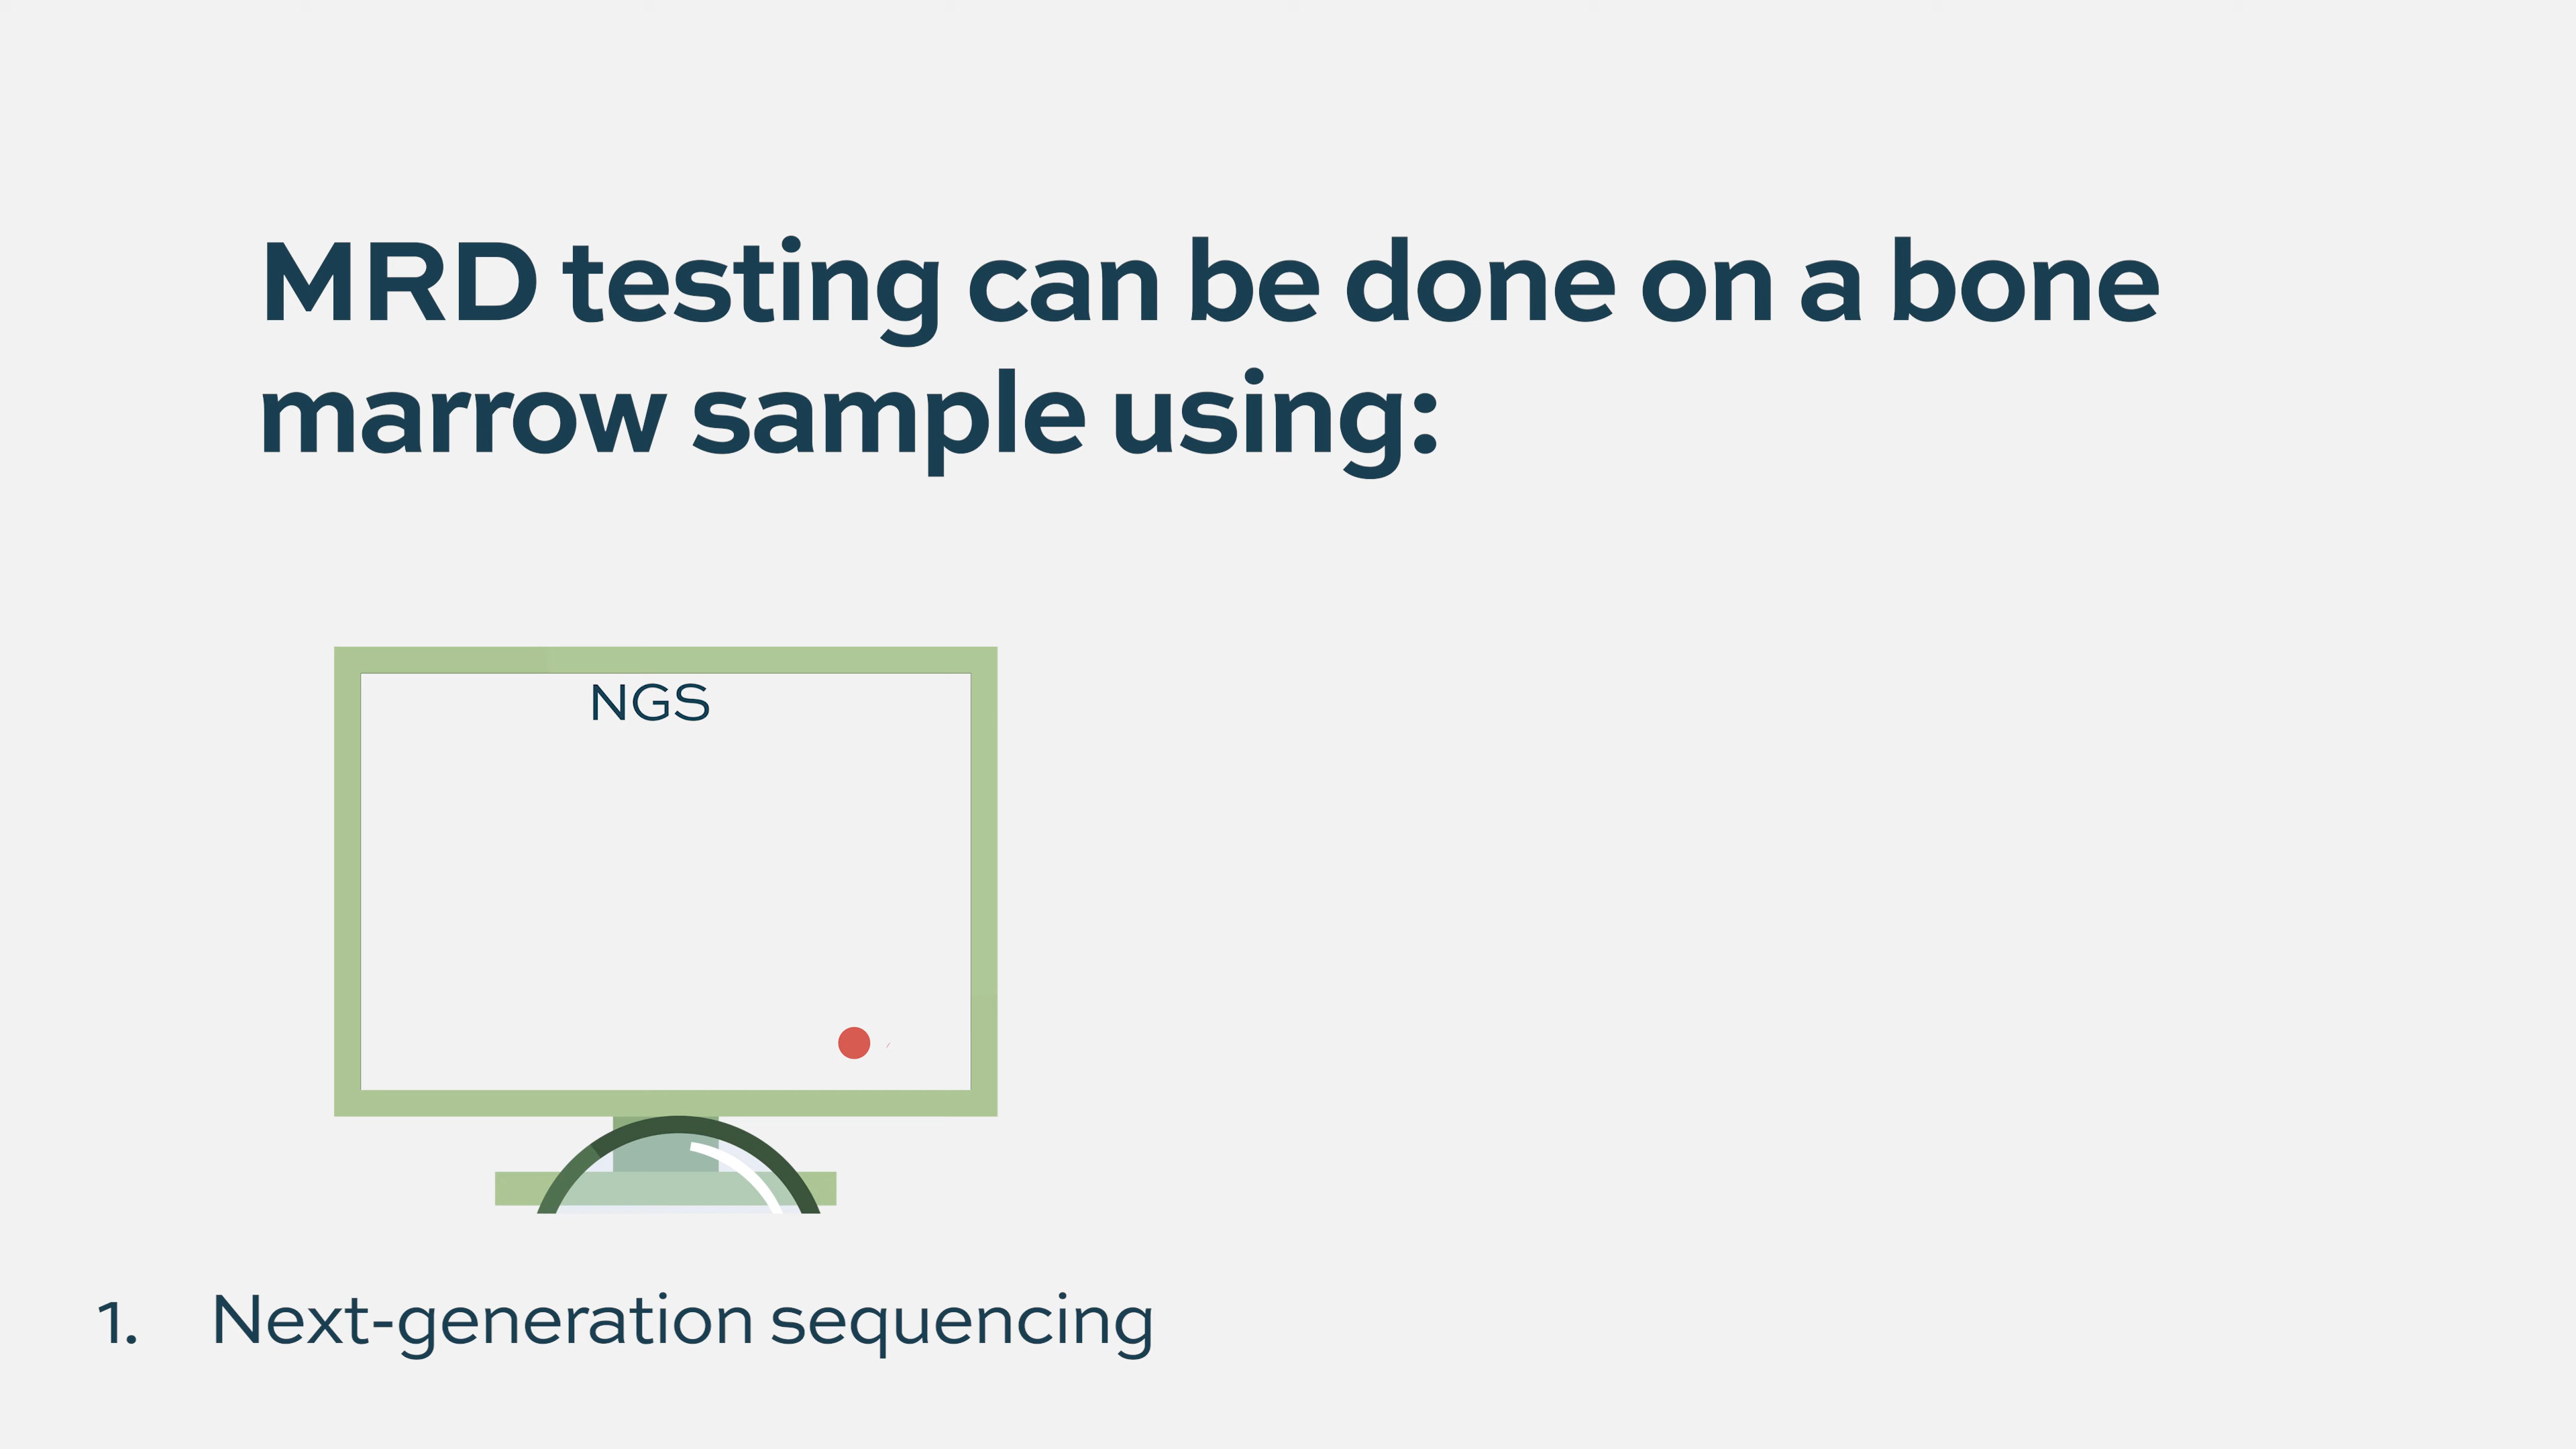 MRD testing can be done on a bone
marrow sample using:
NGS
1. Next-generation sequencing